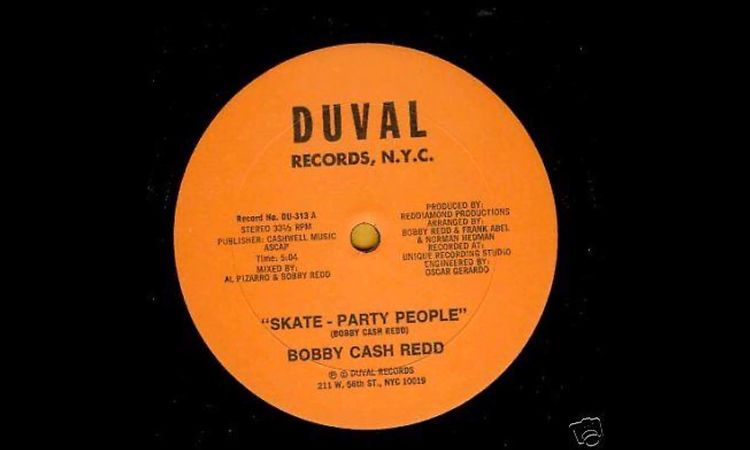 DUVAL
RECORDS, N.Y.C.
Record No. DU-313 A
STEREO 33⅓ RPM
PUBLISHER: CASHWELL MUSIC
ASCAP
Time: 5:04
MIXED BY:
AL PIZARRO & BOBBY REDD
PRODUCED BY:
REDDIAMOND PRODUCTIONS
ARRANGED BY:
BOBBY REDD & FRANK ABEL
& NORMAN HEDMAN
RECORDED AT:
UNIQUE RECORDING STUDIO
ENGINEERED BY:
OSCAR GERARDO
"SKATE - PARTY PEOPLE"
(BOBBY CASH REDD)
BOBBY CASH REDD
℗ © DUVAL RECORDS
211 W. 56th ST., NYC 10019